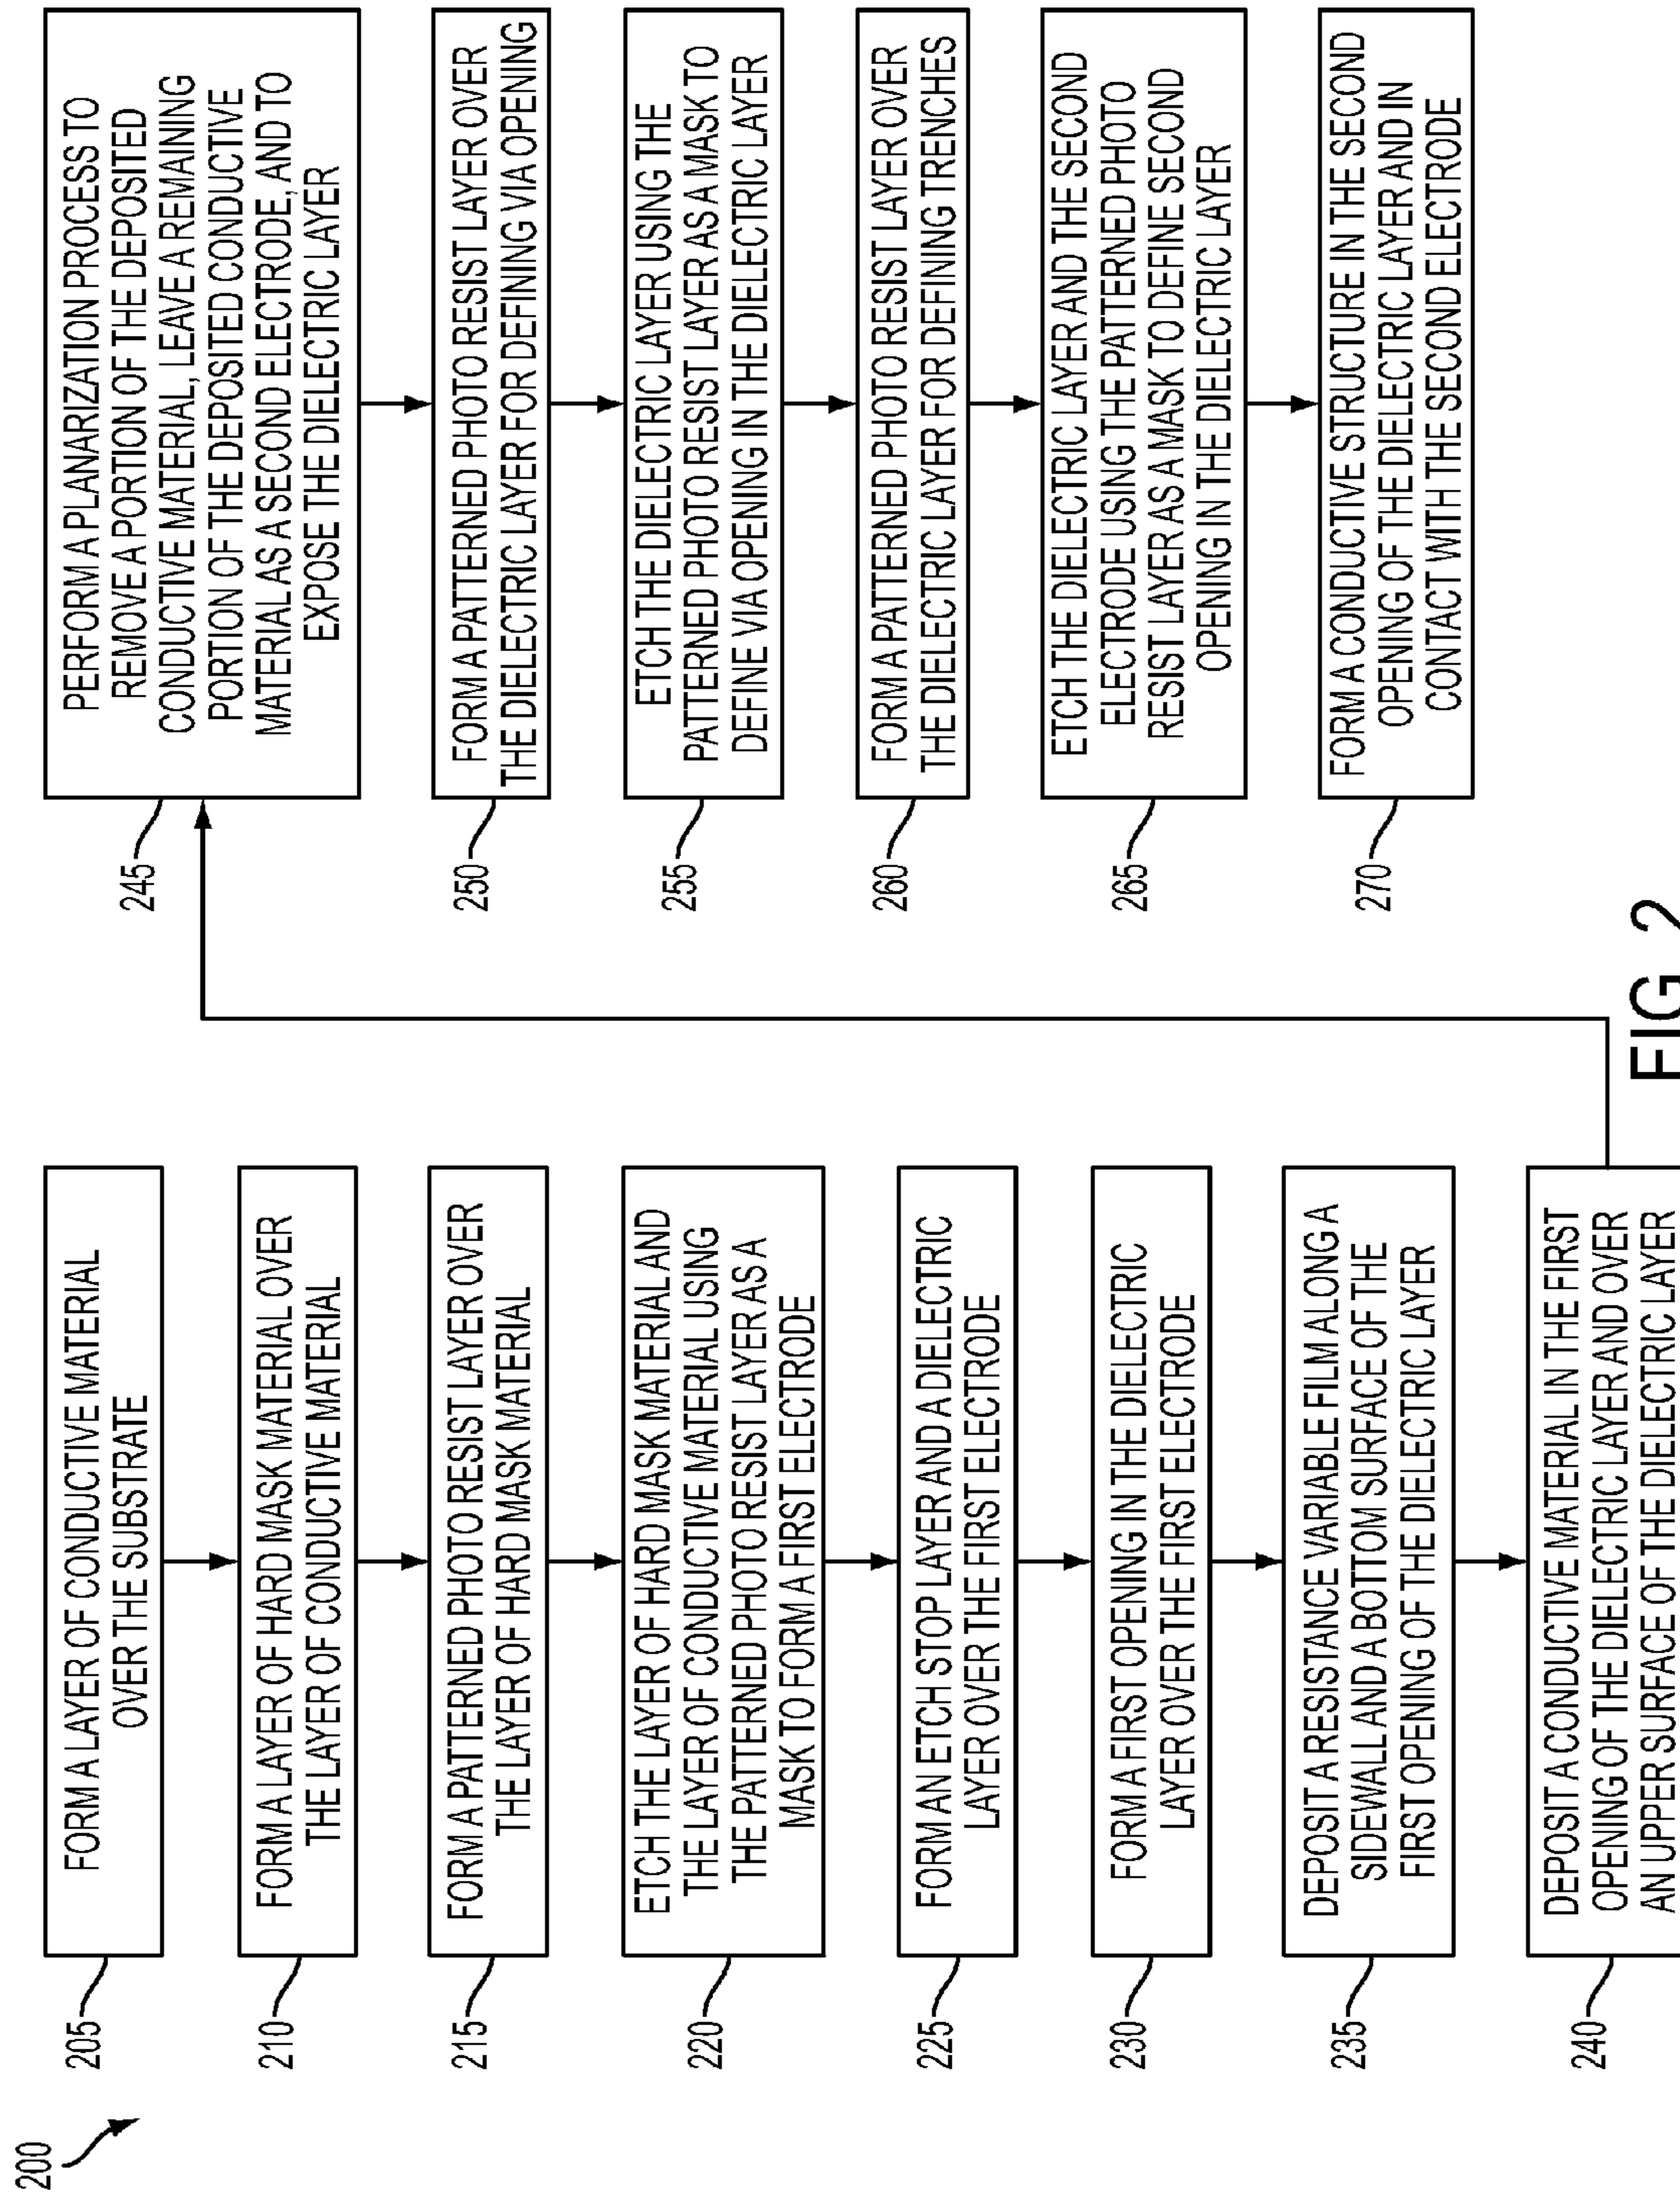 200
205
FORM A LAYER OF CONDUCTIVE MATERIAL
OVER THE SUBSTRATE
210
FORM A LAYER OF HARD MASK MATERIAL OVER
THE LAYER OF CONDUCTIVE MATERIAL
215
FORM A PATTERNED PHOTO RESIST LAYER OVER
THE LAYER OF HARD MASK MATERIAL
220
ETCH THE LAYER OF HARD MASK MATERIAL AND
THE LAYER OF CONDUCTIVE MATERIAL USING
THE PATTERNED PHOTO RESIST LAYER AS A
MASK TO FORM A FIRST ELECTRODE
225
FORM AN ETCH STOP LAYER AND A DIELECTRIC
LAYER OVER THE FIRST ELECTRODE
230
FORM A FIRST OPENING IN THE DIELECTRIC
LAYER OVER THE FIRST ELECTRODE
235
DEPOSIT A RESISTANCE VARIABLE FILM ALONG A
SIDEWALL AND A BOTTOM SURFACE OF THE
FIRST OPENING OF THE DIELECTRIC LAYER
240
DEPOSIT A CONDUCTIVE MATERIAL IN THE FIRST
OPENING OF THE DIELECTRIC LAYER AND OVER
AN UPPER SURFACE OF THE DIELECTRIC LAYER
245
PERFORM A PLANARIZATION PROCESS TO
REMOVE A PORTION OF THE DEPOSITED
CONDUCTIVE MATERIAL, LEAVE A REMAINING
PORTION OF THE DEPOSITED CONDUCTIVE
MATERIAL AS A SECOND ELECTRODE, AND TO
EXPOSE THE DIELECTRIC LAYER
250
FORM A PATTERNED PHOTO RESIST LAYER OVER
THE DIELECTRIC LAYER FOR DEFINING VIA OPENING
255
ETCH THE DIELECTRIC LAYER USING THE
PATTERNED PHOTO RESIST LAYER AS A MASK TO
DEFINE VIA OPENING IN THE DIELECTRIC LAYER
260
FORM A PATTERNED PHOTO RESIST LAYER OVER
THE DIELECTRIC LAYER FOR DEFINING TRENCHES
265
ETCH THE DIELECTRIC LAYER AND THE SECOND
ELECTRODE USING THE PATTERNED PHOTO
RESIST LAYER AS A MASK TO DEFINE SECOND
OPENING IN THE DIELECTRIC LAYER
270
FORM A CONDUCTIVE STRUCTURE IN THE SECOND
OPENING OF THE DIELECTRIC LAYER AND IN
CONTACT WITH THE SECOND ELECTRODE
FIG. 2